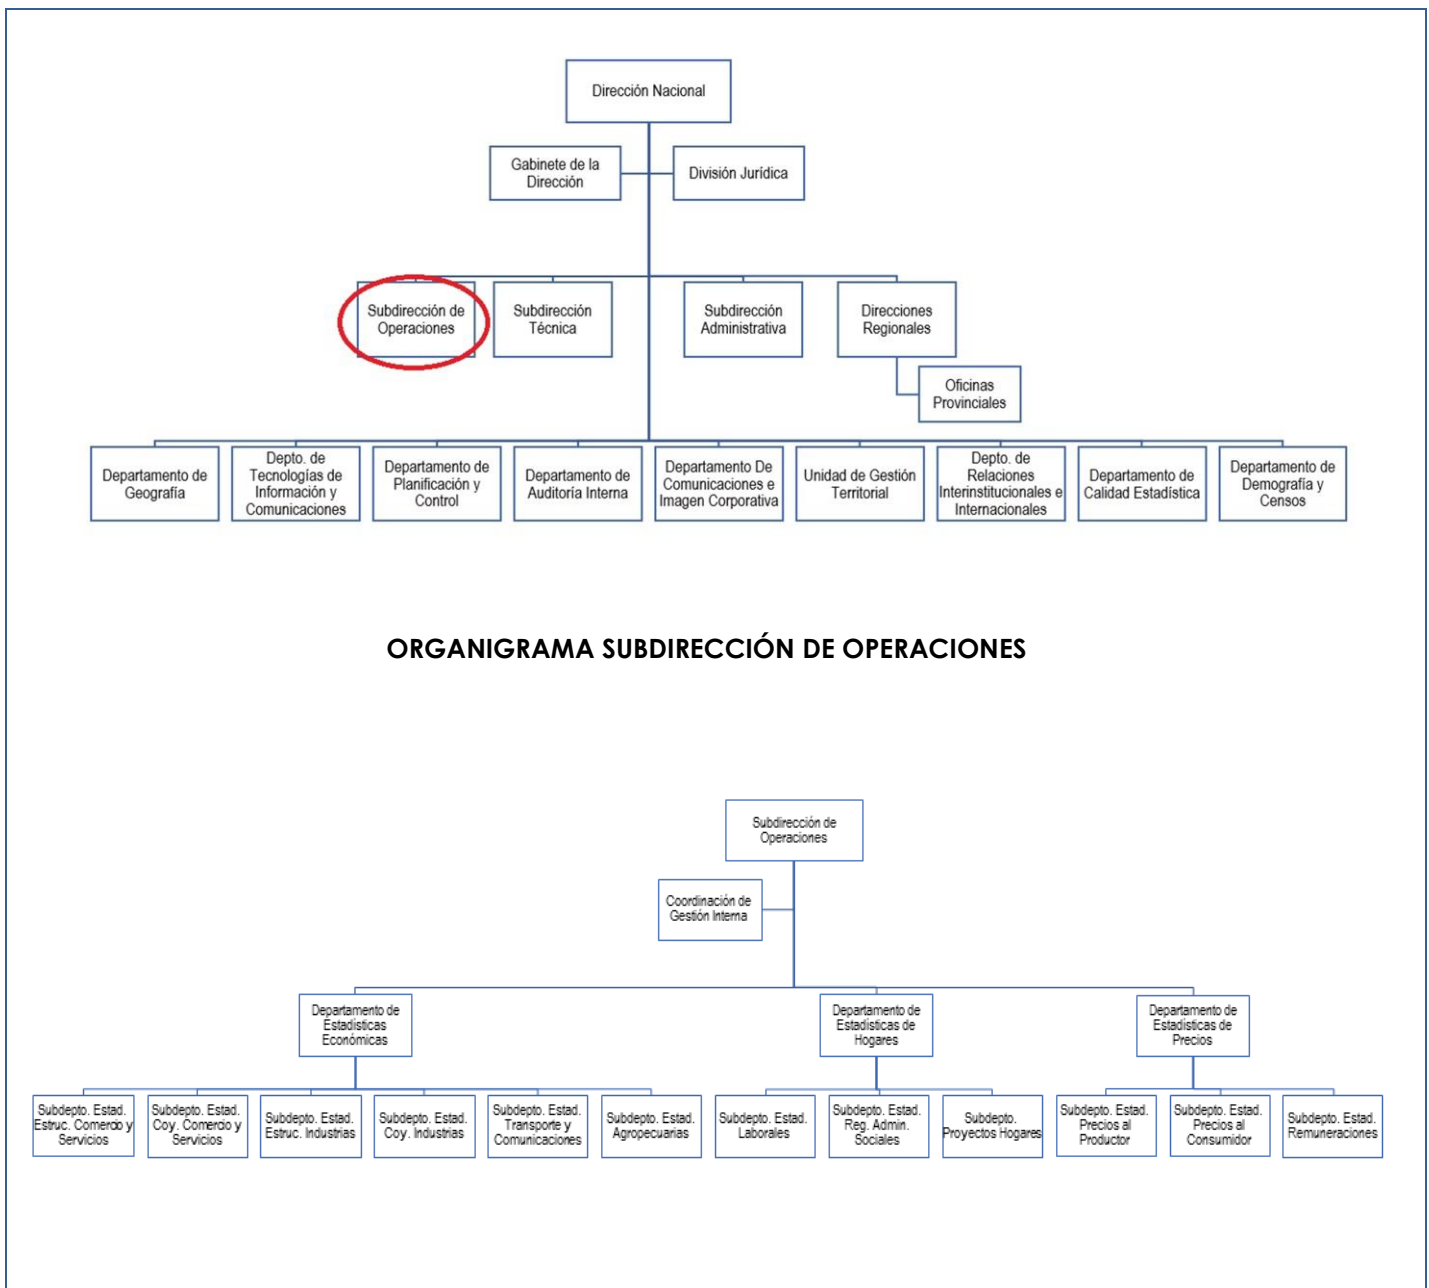 Dirección Nacional
Gabinete de la
Dirección
División Jurídica
Subdirección de
Operaciones
Subdirección
Técnica
Subdirección
Administrativa
Direcciones
Regionales
Oficinas
Provinciales
Departamento de
Geografía
Depto. de
Tecnologías de
Información y
Comunicaciones
Departamento de
Planificación y
Control
Departamento de
Auditoría Interna
Departamento De
Comunicaciones e
Imagen Corporativa
Unidad de Gestión
Territorial
Depto. de
Relaciones
Interinstitucionales e
Internacionales
Departamento de
Calidad Estadística
Departamento de
Demografía y
Censos
ORGANIGRAMA SUBDIRECCIÓN DE OPERACIONES
Subdirección de
Operaciones
Coordinación de
Gestión Interna
Departamento de
Estadísticas
Económicas
Departamento de
Estadísticas de
Hogares
Departamento de
Estadísticas de
Precios
Subdepto. Estad.
Estruc. Comercio y
Servicios
Subdepto. Estad.
Coy. Comercio y
Servicios
Subdepto. Estad.
Estruc. Industrias
Subdepto. Estad.
Coy. Industrias
Subdepto. Estad.
Transporte y
Comunicaciones
Subdepto. Estad.
Agropecuarias
Subdepto. Estad.
Laborales
Subdepto. Estad.
Reg. Admin.
Sociales
Subdepto.
Proyectos Hogares
Subdepto. Estad.
Precios al
Productor
Subdepto. Estad.
Precios al
Consumidor
Subdepto. Estad.
Remuneraciones